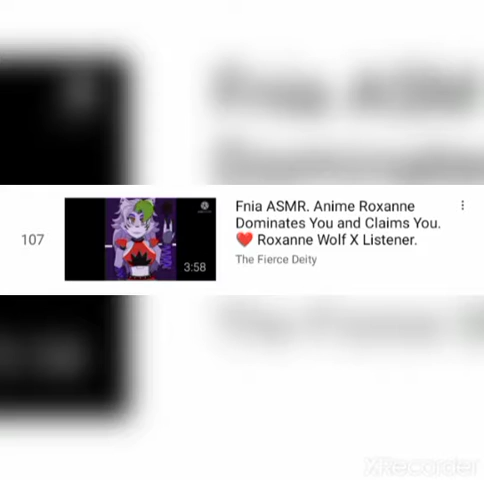 107
3:58
Fnia ASMR. Anime Roxanne
Dominates You and Claims You.
❤️ Roxanne Wolf X Listener.
The Fierce Deity
XRecorder